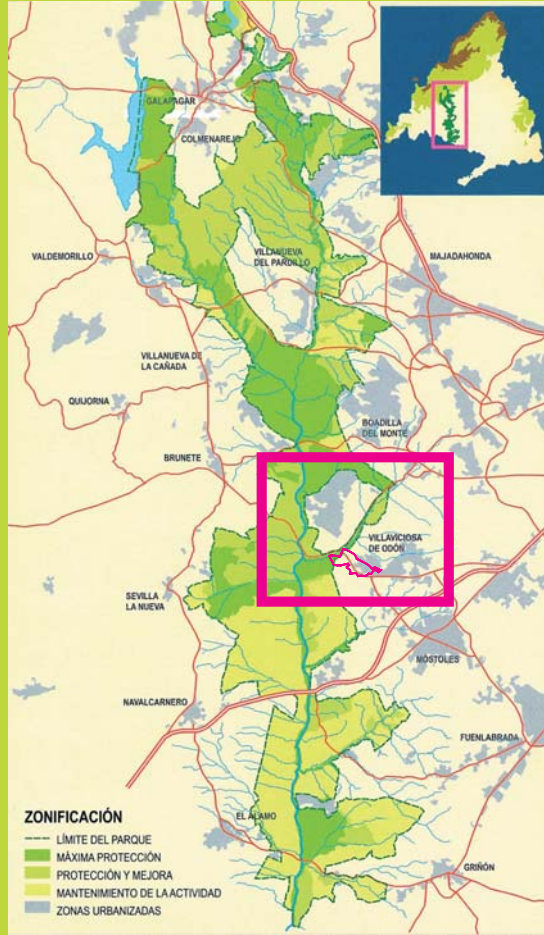 GALAPAGAR
COLMENAREJO
VALDEMORILLO
VILLANUEVA
DEL PARDILLO
MAJADAHONDA
VILLANUEVA DE
LA CAÑADA
QUIJORNA
BOADILLA
DEL MONTE
BRUNETE
VILLAVICIOSA
DE ODÓN
SEVILLA
LA NUEVA
MÓSTOLES
NAVALCARNERO
FUENLABRADA
EL ÁLAMO
GRIÑÓN
ZONIFICACIÓN
LÍMITE DEL PARQUE
MÁXIMA PROTECCIÓN
PROTECCIÓN Y MEJORA
MANTENIMIENTO DE LA ACTIVIDAD
ZONAS URBANIZADAS